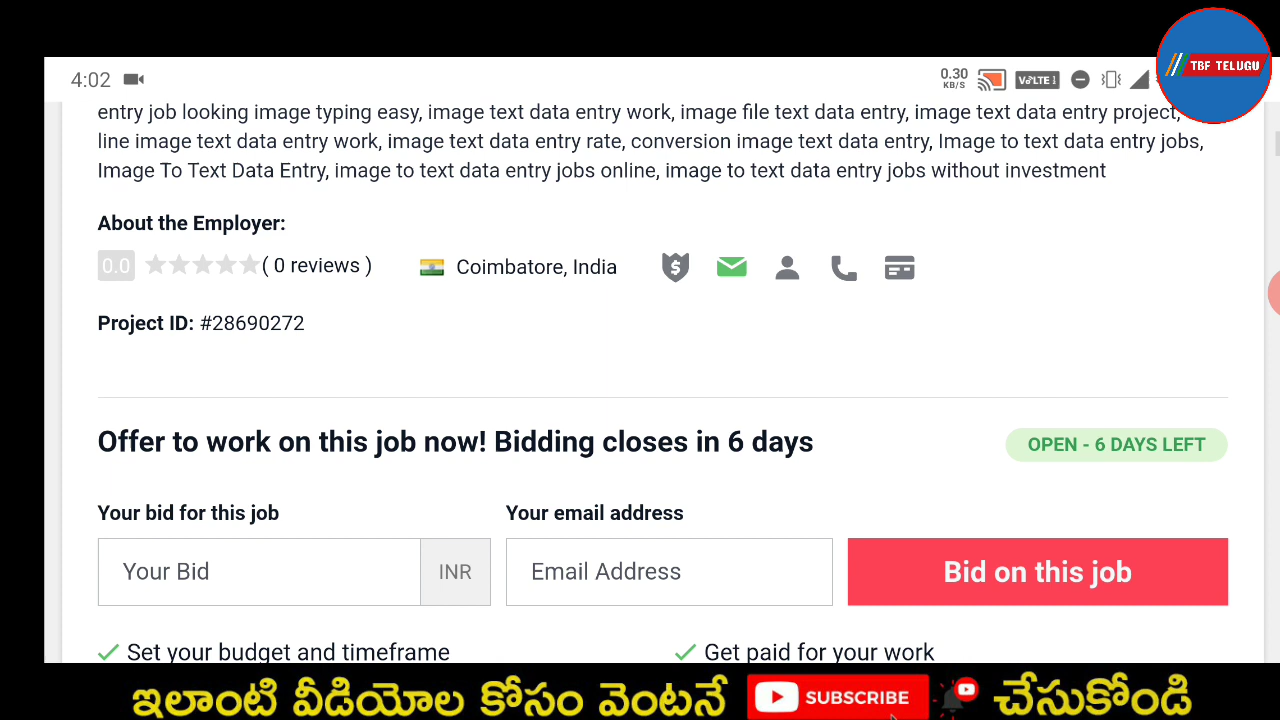 4:02
0.30
KB/S
VoLTE
TBF TELUGU
entry job looking image typing easy, image text data entry work, image file text data entry, image text data entry project,
line image text data entry work, image text data entry rate, conversion image text data entry, Image to text data entry jobs,
Image To Text Data Entry, image to text data entry jobs online, image to text data entry jobs without investment
About the Employer:
0.0 ( 0 reviews ) Coimbatore, India
Project ID: #28690272
Offer to work on this job now! Bidding closes in 6 days
OPEN - 6 DAYS LEFT
Your bid for this job
Your email address
Your Bid
INR
Email Address
Bid on this job
Set your budget and timeframe
Get paid for your work
ఇలాంటి వీడియోల కోసం వెంటనే SUBSCRIBE చేసుకోండి